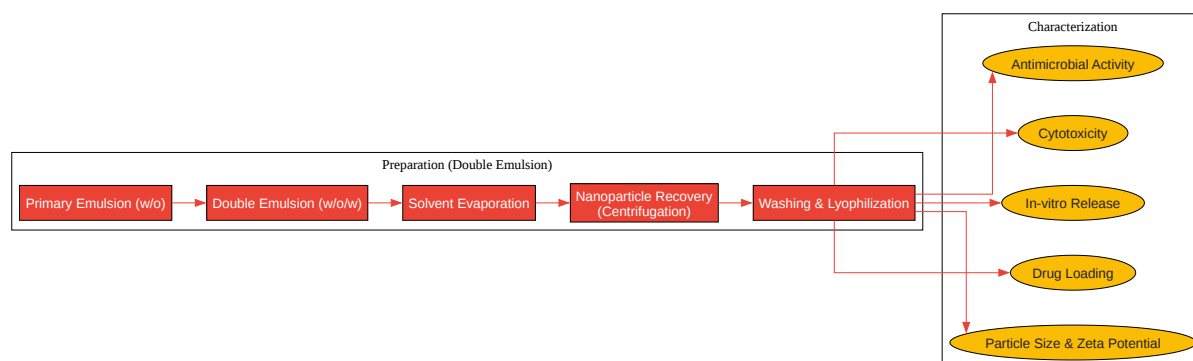 Characterization
Antimicrobial Activity
Cytotoxicity
Preparation (Double Emulsion)
Primary Emulsion (w/o)
Double Emulsion (w/o/w)
Solvent Evaporation
Nanoparticle Recovery
(Centrifugation)
Washing & Lyophilization
In-vitro Release
Drug Loading
Particle Size & Zeta Potential